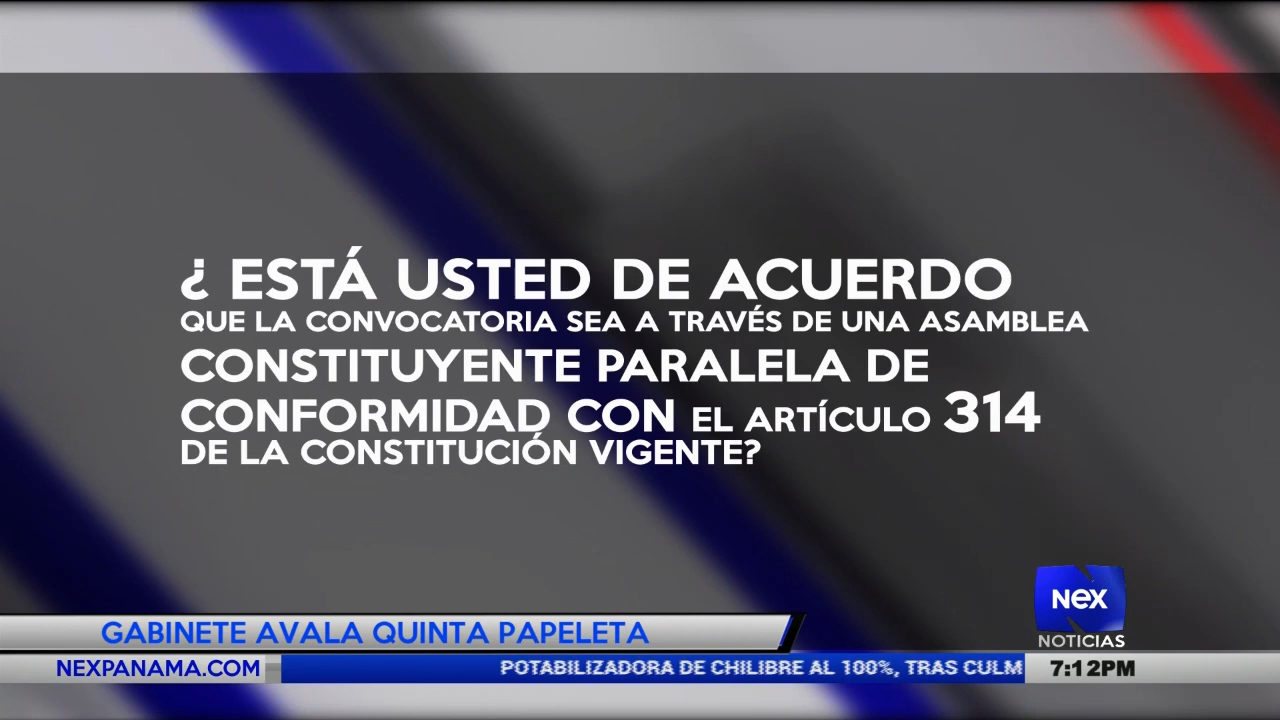 ¿ ESTÁ USTED DE ACUERDO
QUE LA CONVOCATORIA SEA A TRAVÉS DE UNA ASAMBLEA
CONSTITUYENTE PARALELA DE
CONFORMIDAD CON EL ARTÍCULO 314
DE LA CONSTITUCIÓN VIGENTE?
nex
NOTICIAS
GABINETE AVALA QUINTA PAPELETA
NEXPANAMA.COM
POTABILIZADORA DE CHILIBRE AL 100%, TRAS CULM
7:12PM